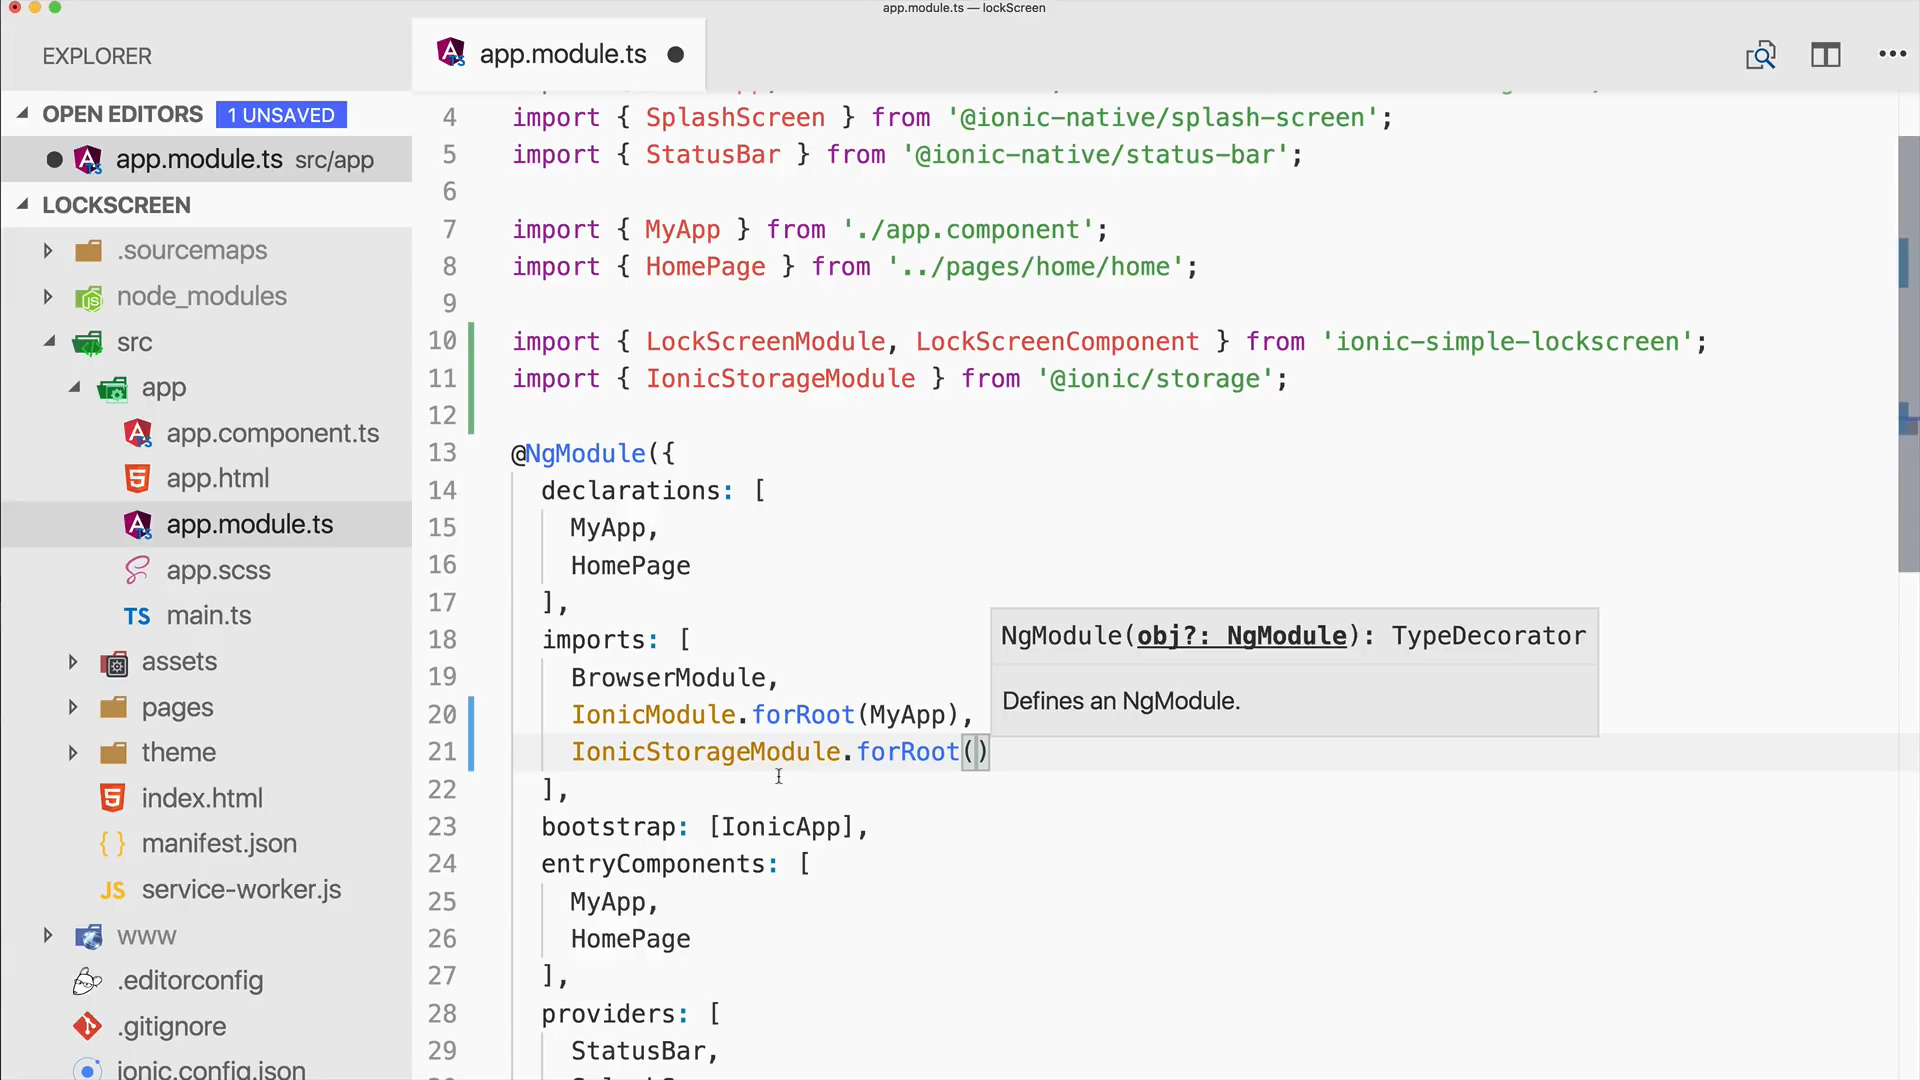 app.module.ts — lockScreen
EXPLORER
OPEN EDITORS 1 UNSAVED
app.module.ts src/app
LOCKSCREEN
.sourcemaps
node_modules
src
app
app.component.ts
app.html
app.module.ts
app.scss
TS main.ts
assets
pages
theme
index.html
{ } manifest.json
JS service-worker.js
www
.editorconfig
.gitignore
ionic.config.json
app.module.ts
4 import { SplashScreen } from '@ionic-native/splash-screen';
5 import { StatusBar } from '@ionic-native/status-bar';
6
7 import { MyApp } from './app.component';
8 import { HomePage } from '../pages/home/home';
9
10 import { LockScreenModule, LockScreenComponent } from 'ionic-simple-lockscreen';
11 import { IonicStorageModule } from '@ionic/storage';
12
13 @NgModule({
14 declarations: [
15 MyApp,
16 HomePage
17 ],
18 imports: [
19 BrowserModule,
20 IonicModule.forRoot(MyApp),
21 IonicStorageModule.forRoot()
22 ],
23 bootstrap: [IonicApp],
24 entryComponents: [
25 MyApp,
26 HomePage
27 ],
28 providers: [
29 StatusBar,
NgModule(obj?: NgModule): TypeDecorator
Defines an NgModule.